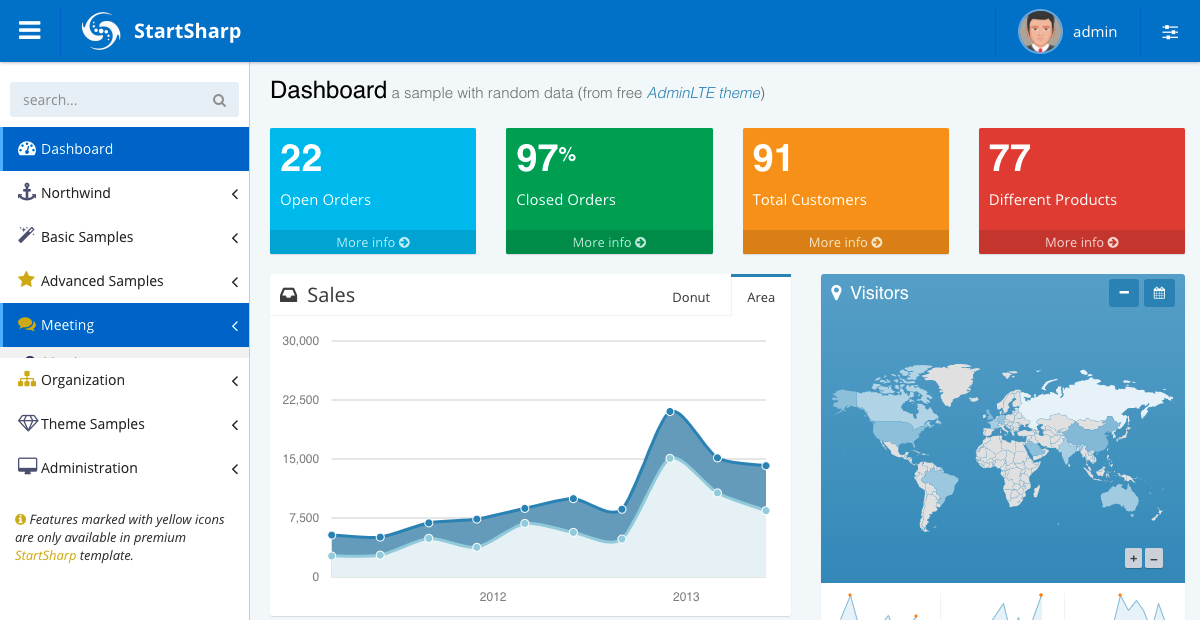 StartSharp
admin
search...
Dashboard
Northwind
Basic Samples
Advanced Samples
Meeting
Organization
Theme Samples
Administration
Features marked with yellow icons
are only available in premium
StartSharp template.
Dashboard a sample with random data (from free AdminLTE theme)
22
Open Orders
More info
97%
Closed Orders
More info
91
Total Customers
More info
77
Different Products
More info
Sales
Donut
Area
30,000
22,500
15,000
7,500
0
2012
2013
Visitors
+
−